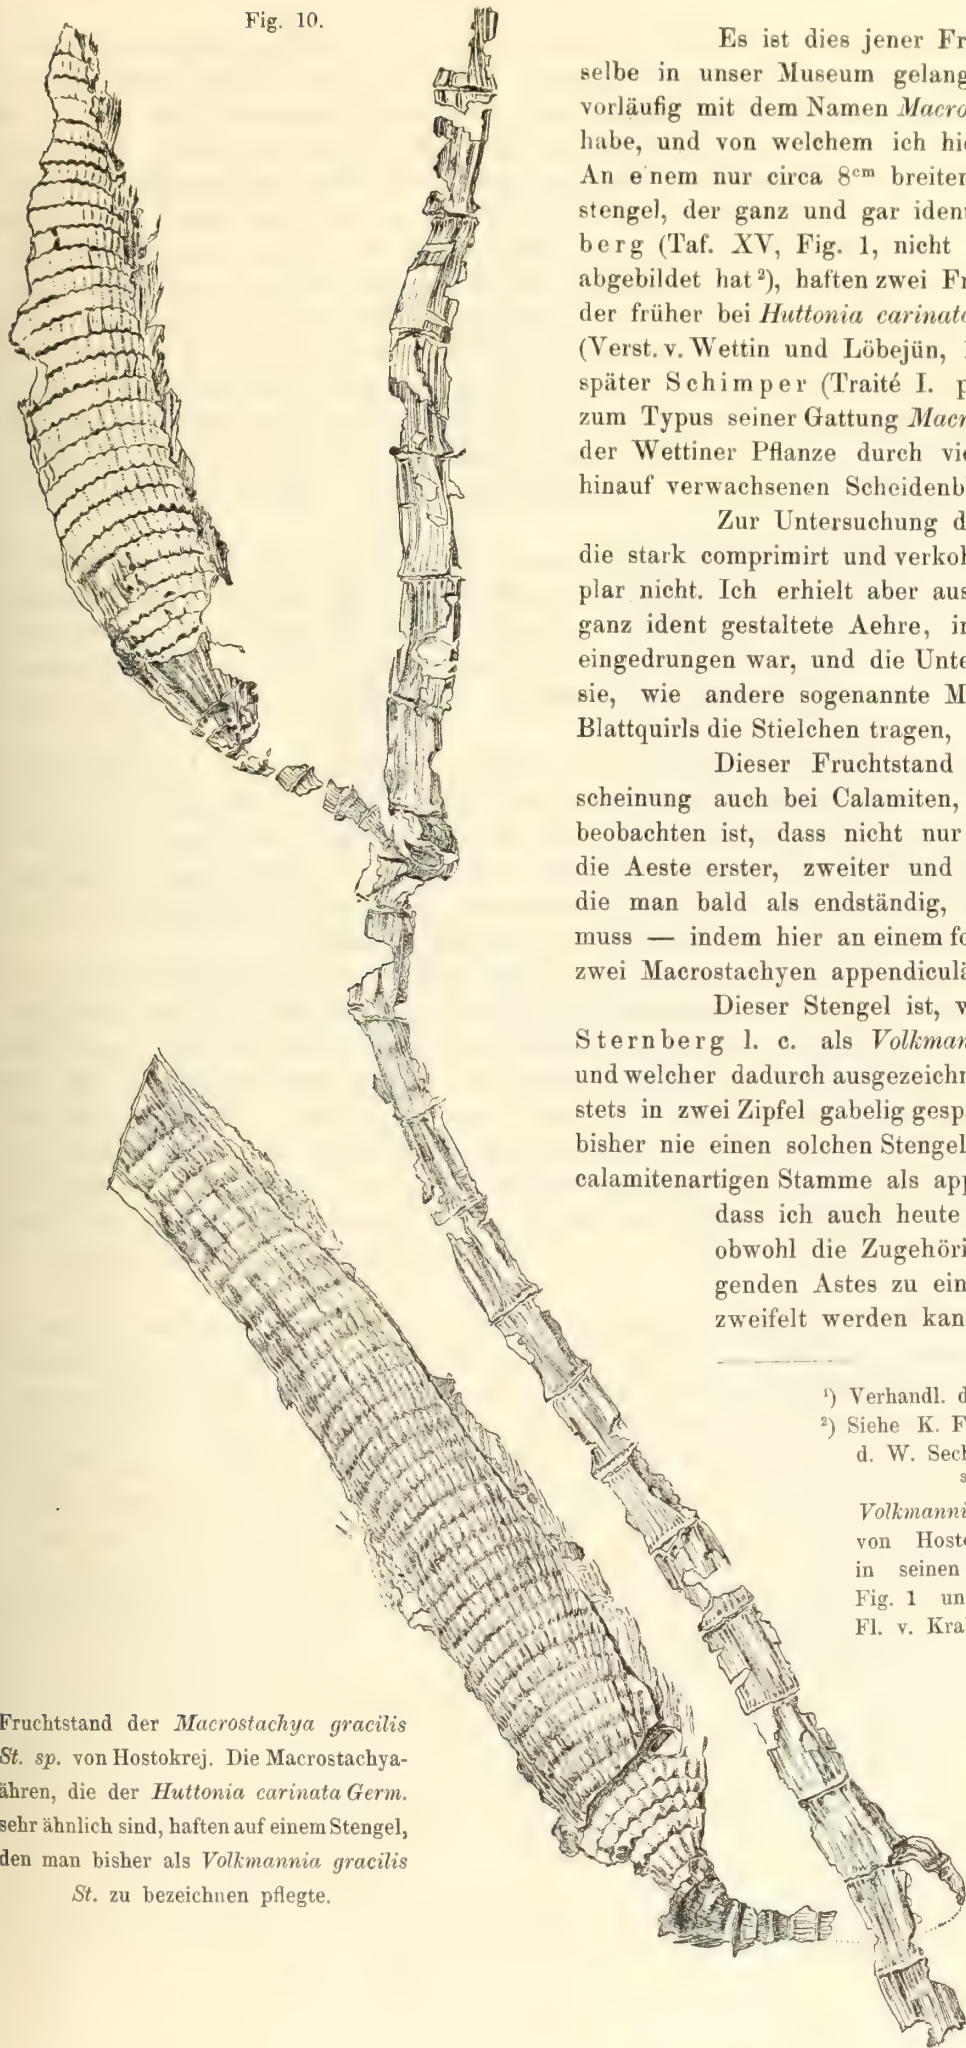 Fig. 10.
Es ist dies jener Fr
selbe in unser Museum gelang
vorläufig mit dem Namen Macro
habe, und von welchem ich hi
An e nem nur circa 8cm breiter
stengel, der ganz und gar iden
berg (Taf. XV, Fig. 1, nicht
abgebildet hat ²), haften zwei Fr
der früher bei Huttonia carinat
(Verst. v. Wettin und Löbejün,
später Schimper (Traité I. p
zum Typus seiner Gattung Macr
der Wettiner Pflanze durch vi
hinauf verwachsenen Scheidenb
Zur Untersuchung d
die stark comprimirt und verkoh
plar nicht. Ich erhielt aber aus
ganz ident gestaltete Aehre, i
eingedrungen war, und die Unte
sie, wie andere sogenannte M
Blattquirls die Stielchen tragen,
Dieser Fruchtstand
scheinung auch bei Calamiten,
beobachten ist, dass nicht nur
die Aeste erster, zweiter und
die man bald als endständig,
muss — indem hier an einem fo
zwei Macrostachyen appendiculä
Dieser Stengel ist, v
Sternberg l. c. als Volkman
und welcher dadurch ausgezeich
stets in zwei Zipfel gabelig gesp
bisher nie einen solchen Stengel
calamitenartigen Stamme als app
dass ich auch heute
obwohl die Zugehöri
genden Astes zu ein
zweifelt werden kan
¹) Verhandl. d
²) Siehe K. F
d. W. Sec
s
Volkmanni
von Host
in seinen
Fig. 1 un
Fl. v. Kra
Fruchtstand der Macrostachya gracilis
St. sp. von Hostokrej. Die Macrostachya-
ähren, die der Huttonia carinata Germ.
sehr ähnlich sind, haften auf einem Stengel,
den man bisher als Volkmannia gracilis
St. zu bezeichnen pflegte.